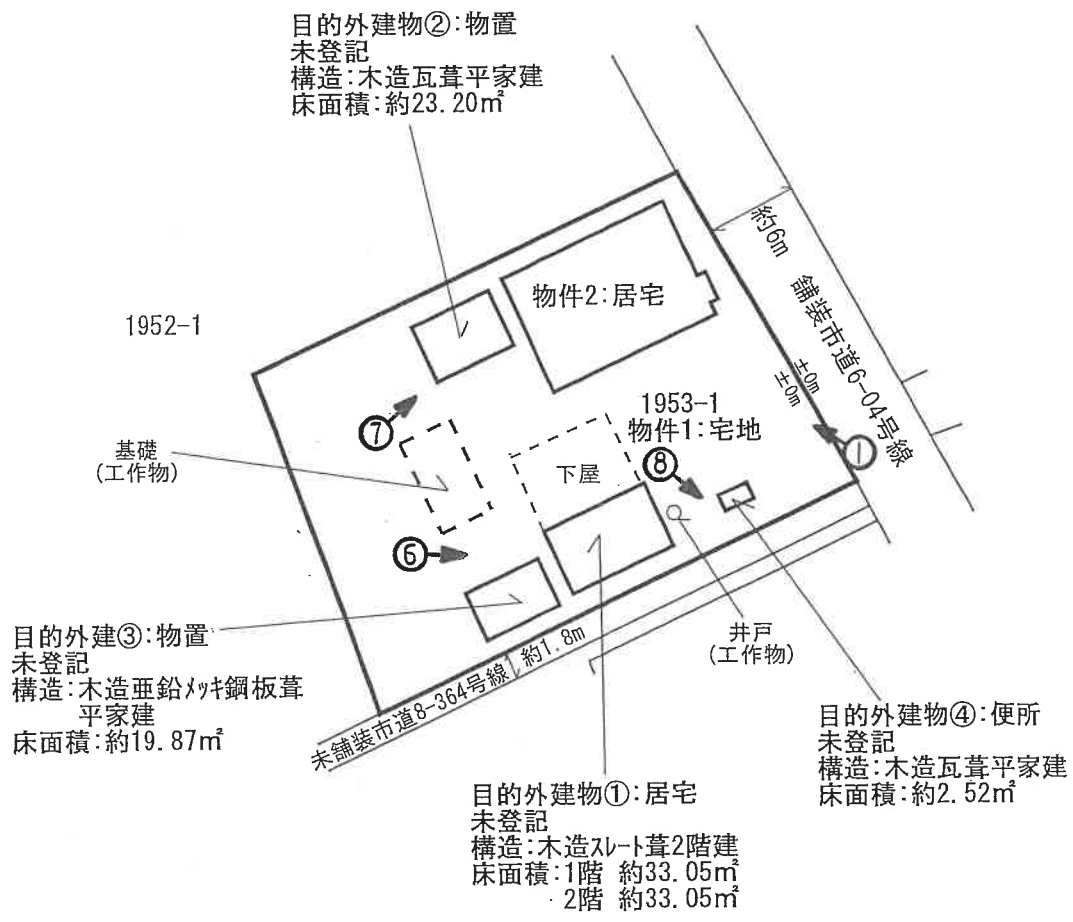 目的外建物②:物置
未登記
構造:木造瓦葺平家建
床面積:約23.20㎡
約6m
舗装市道6-04号線
物件2:居宅
1952-1
±0m
±0m
1953-1
物件1:宅地
⑦
基礎
(工作物)
下屋
⑧
①
⑥
井戸
(工作物)
約1.8m
未舗装市道8-364号線
目的外建③:物置
未登記
構造:木造亜鉛メッキ鋼板葺
平家建
床面積:約19.87㎡
目的外建物④:便所
未登記
構造:木造瓦葺平家建
床面積:約2.52㎡
目的外建物①:居宅
未登記
構造:木造スレート葺2階建
床面積:1階 約33.05㎡
2階 約33.05㎡